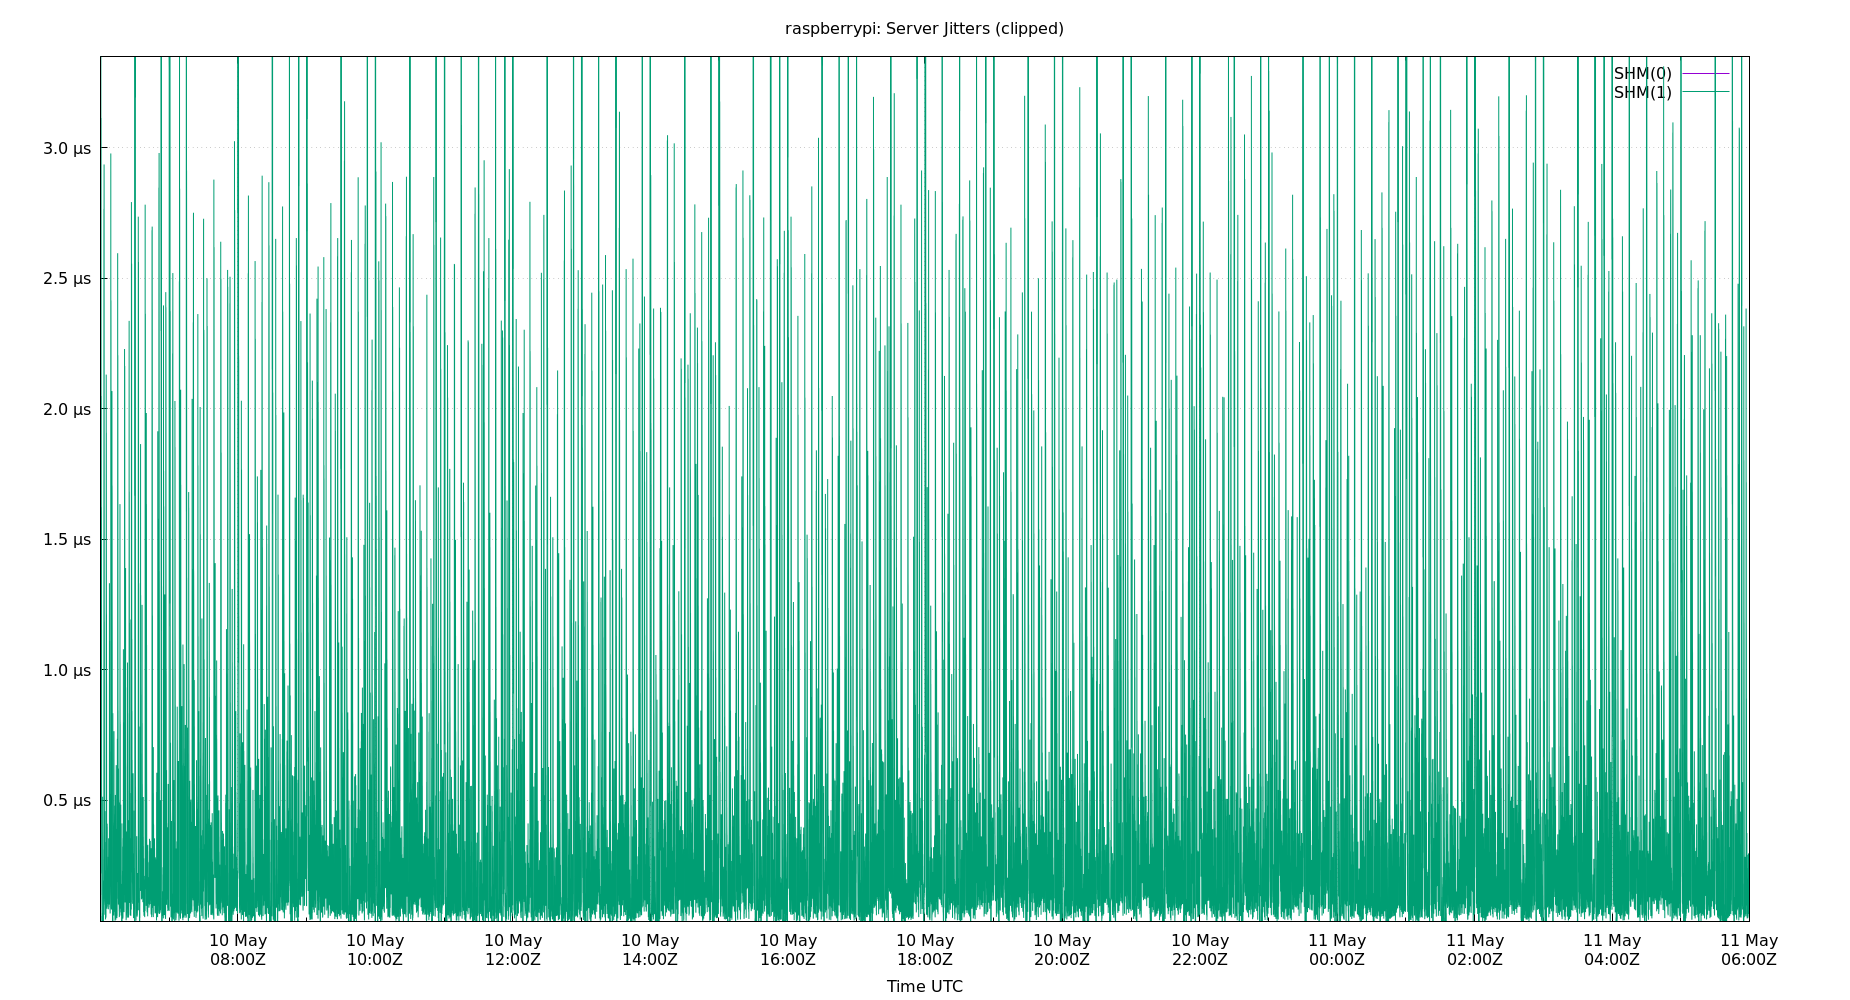 raspberrypi: Server Jitters (clipped)
SHM(0)
SHM(1)
3.0 µs
2.5 µs
2.0 µs
1.5 µs
1.0 µs
0.5 µs
10 May 10 May 10 May 10 May 10 May 10 May 10 May 10 May 11 May 11 May 11 May 11 May
08:00Z 10:00Z 12:00Z 14:00Z 16:00Z 18:00Z 20:00Z 22:00Z 00:00Z 02:00Z 04:00Z 06:00Z
Time UTC